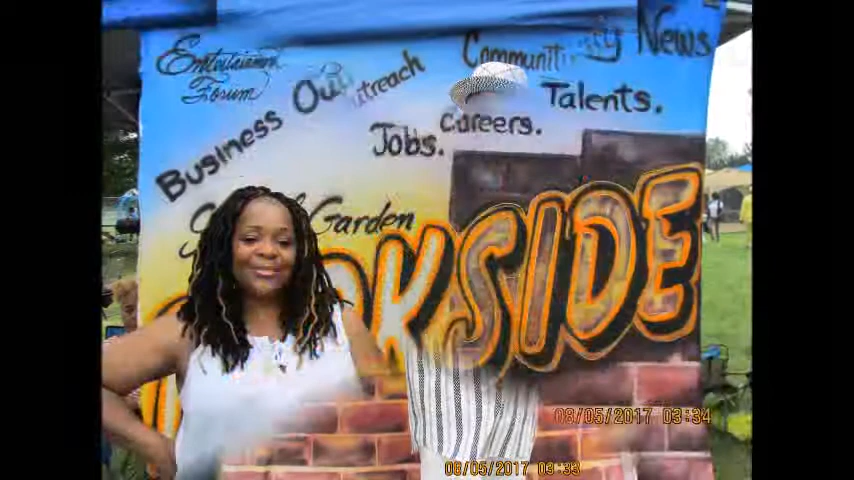 Entertainment
Forum
Community News
Business Outreach
Talents.
Jobs. Careers.
Garden
SIDE
08/05/2017 03:34
08/05/2017 03:33